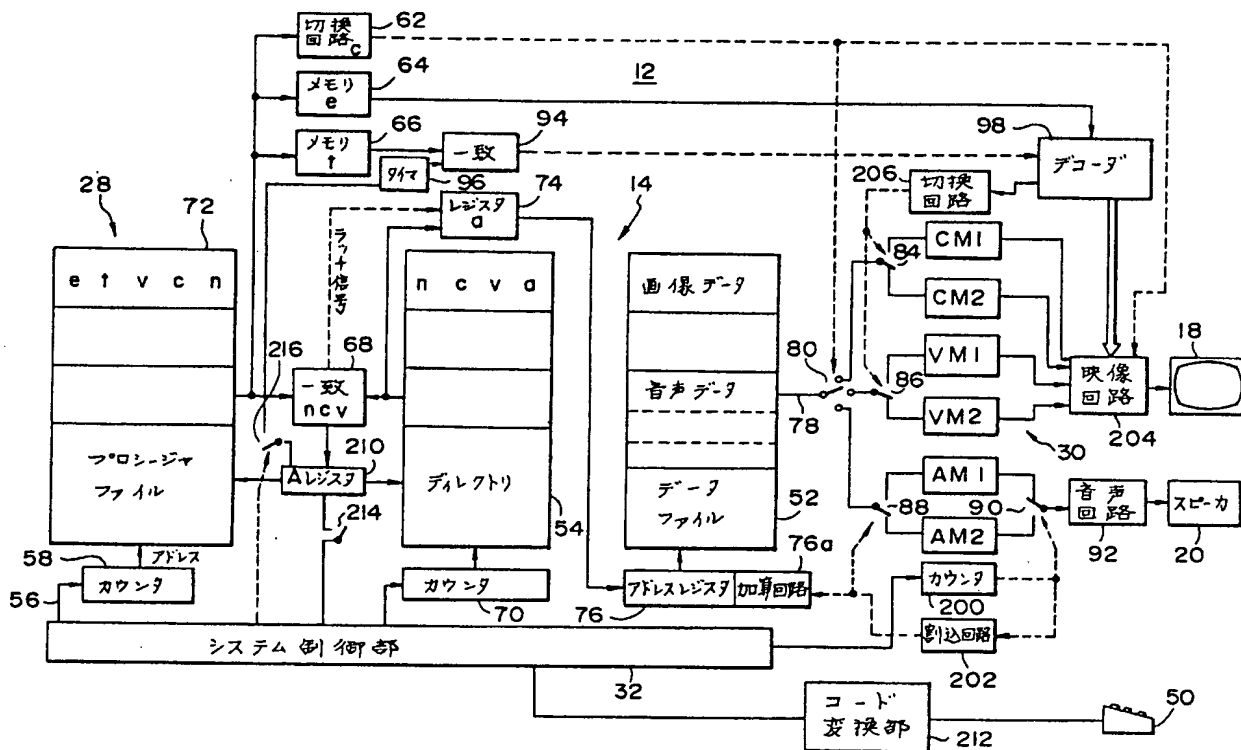 切換
回路c
62
12
メモリ
e
64
メモリ
t
66
一致
94
タイマ
96
98
デコーダ
206
切換
回路
28
72
レジスタ
a
74
14
ラッチ信号
e t v c n
n c v a
画像データ
84
CM1
CM2
216
68
一致
ncv
80
音声データ
78
86
VM1
VM2
映像
回路
204
18
30
プロシージャ
ファイル
210
Aレジスタ
214
ディレクトリ
54
データ
ファイル
52
88
AM1
AM2
90
音声
回路
92
スピーカ
20
58
アドレス
カウンタ
56
カウンタ
70
76a
アドレスレジスタ
加算回路
76
カウンタ
200
割込回路
202
システム制御部
32
コード
変換部
212
50